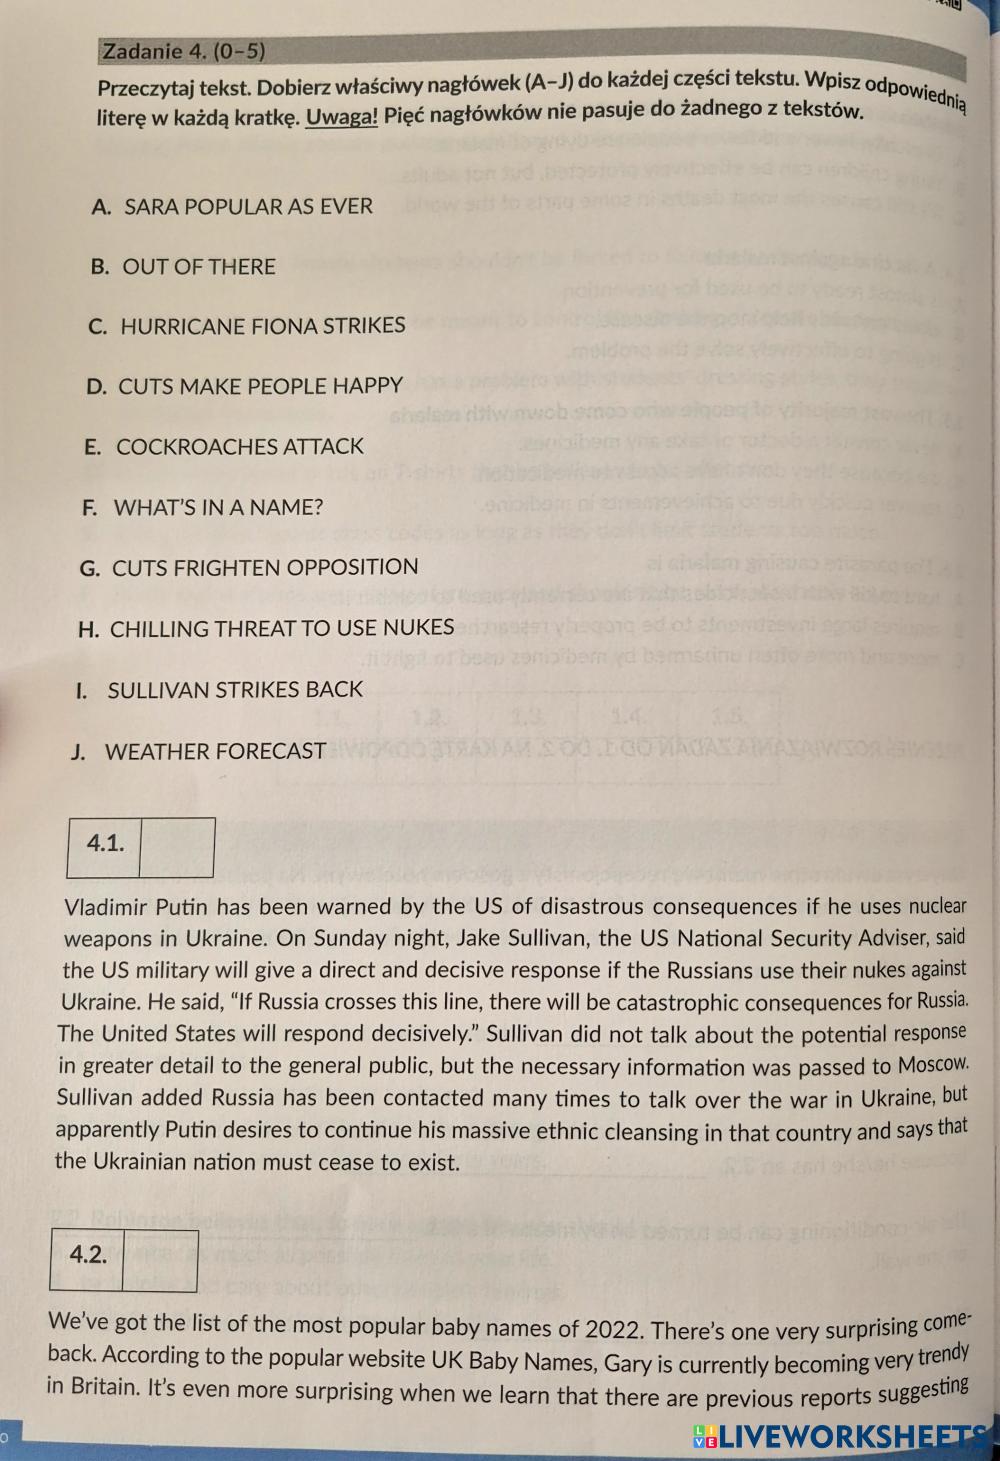 Zadanie 4. (0–5)
Przeczytaj tekst. Dobierz właściwy nagłówek (A–J) do każdej części tekstu. Wpisz odpowiednią
literę w każdą kratkę. Uwaga! Pięć nagłówków nie pasuje do żadnego z tekstów.
A. SARA POPULAR AS EVER
B. OUT OF THERE
C. HURRICANE FIONA STRIKES
D. CUTS MAKE PEOPLE HAPPY
E. COCKROACHES ATTACK
F. WHAT'S IN A NAME?
G. CUTS FRIGHTEN OPPOSITION
H. CHILLING THREAT TO USE NUKES
I. SULLIVAN STRIKES BACK
J. WEATHER FORECAST
4.1.
Vladimir Putin has been warned by the US of disastrous consequences if he uses nuclear
weapons in Ukraine. On Sunday night, Jake Sullivan, the US National Security Adviser, said
the US military will give a direct and decisive response if the Russians use their nukes against
Ukraine. He said, “If Russia crosses this line, there will be catastrophic consequences for Russia.
The United States will respond decisively.” Sullivan did not talk about the potential response
in greater detail to the general public, but the necessary information was passed to Moscow.
Sullivan added Russia has been contacted many times to talk over the war in Ukraine, but
apparently Putin desires to continue his massive ethnic cleansing in that country and says that
the Ukrainian nation must cease to exist.
4.2.
We've got the list of the most popular baby names of 2022. There's one very surprising come-
back. According to the popular website UK Baby Names, Gary is currently becoming very trendy
in Britain. It's even more surprising when we learn that there are previous reports suggesting
LIVEWORKSHEETS